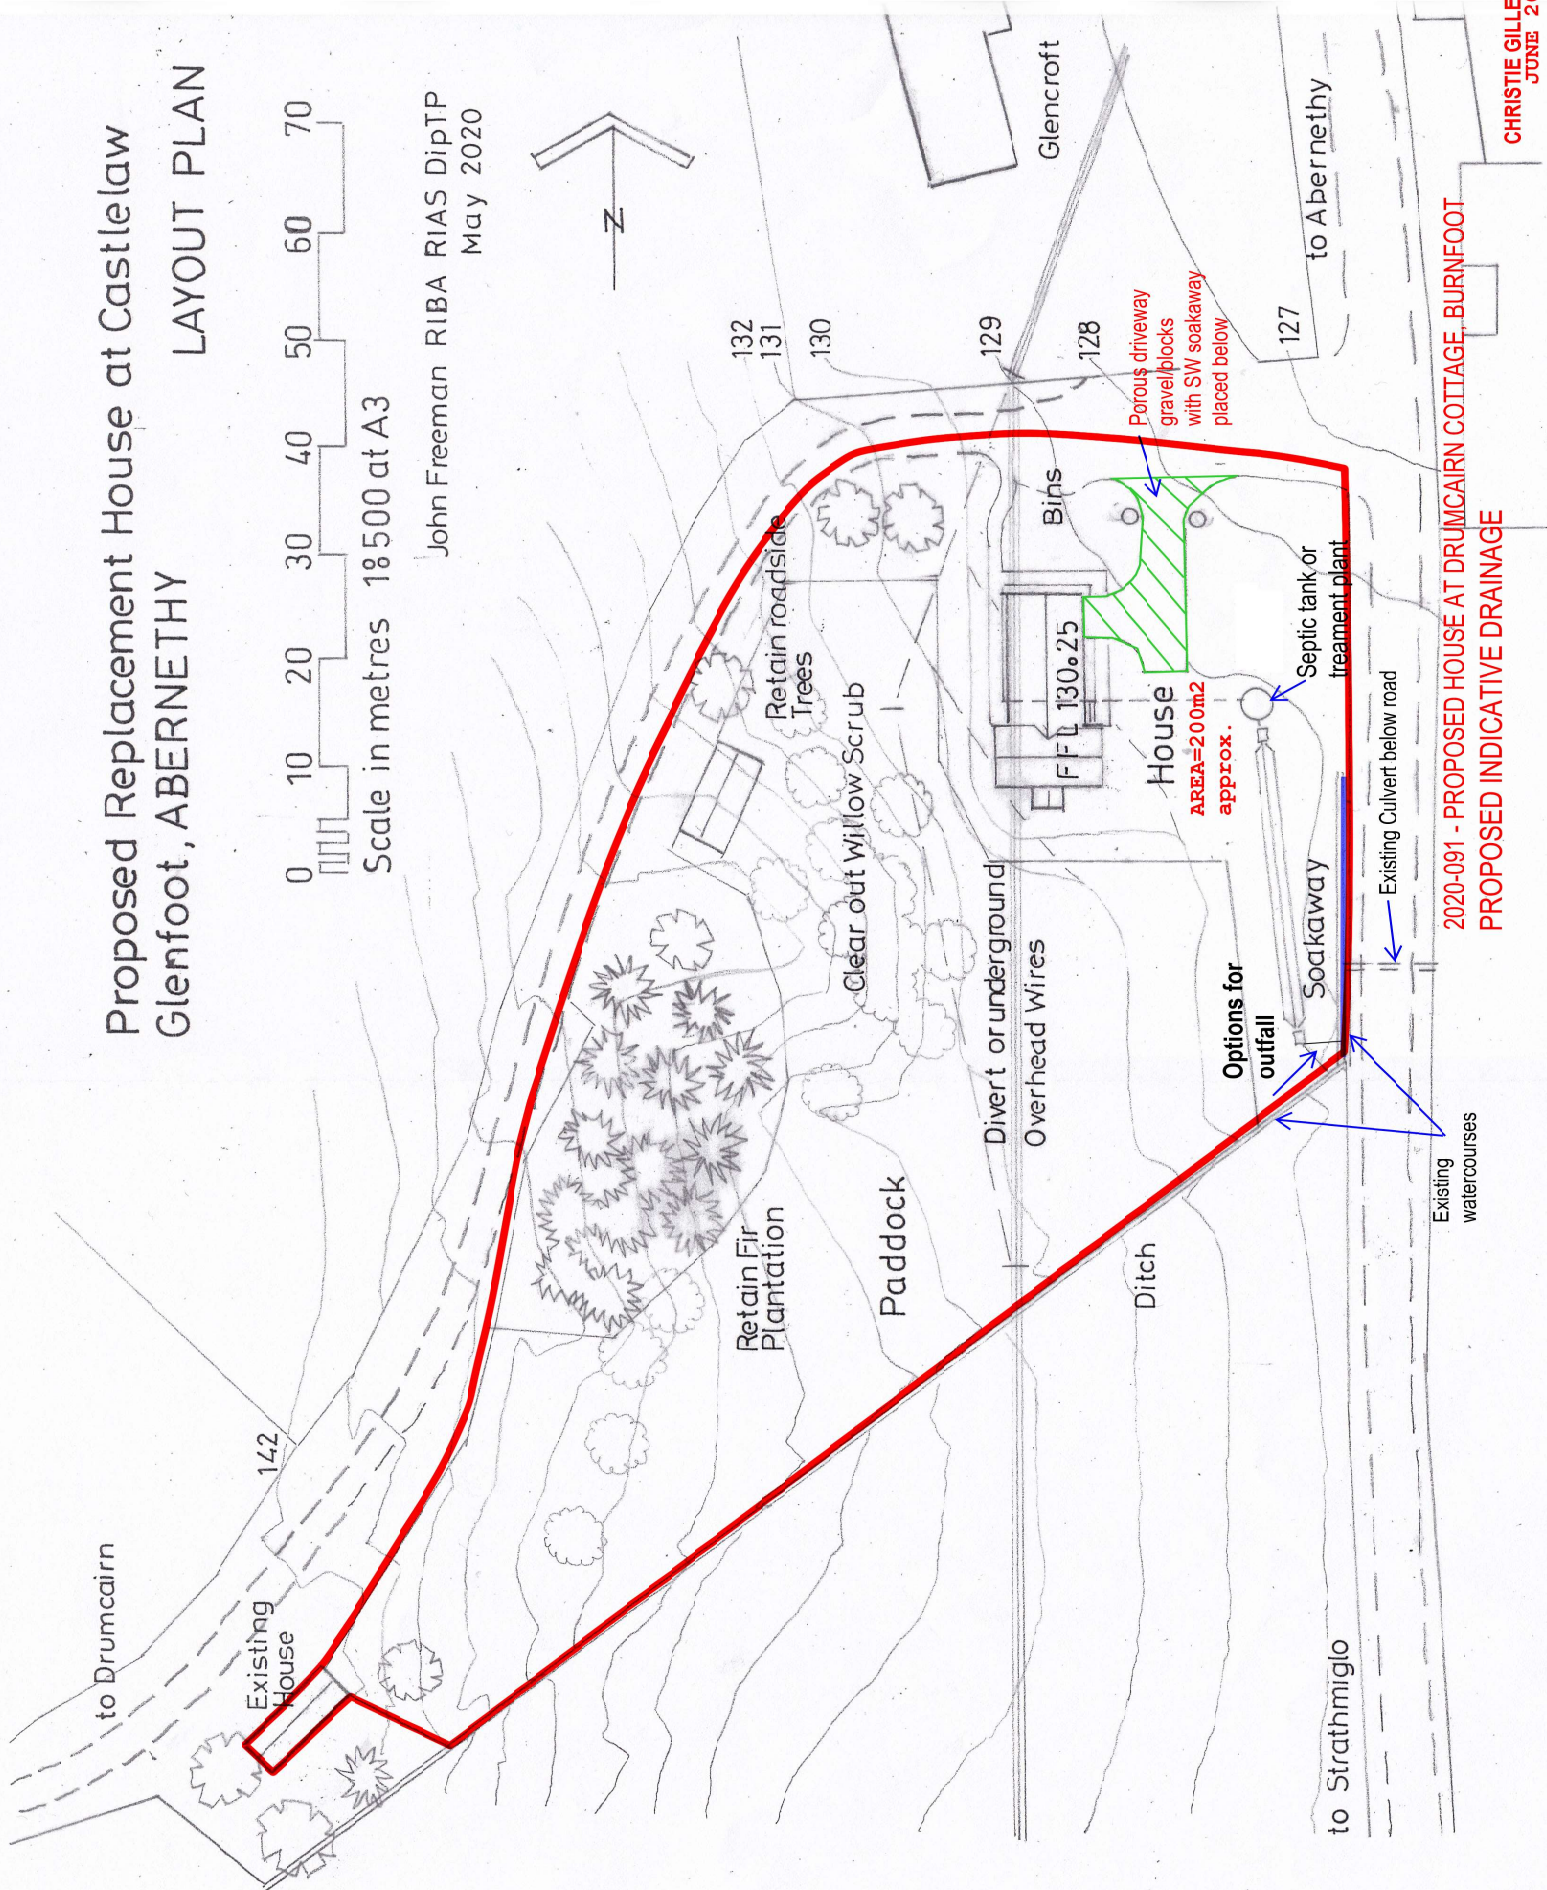 Proposed Replacement House at Castlelaw
Glenfoot, ABERNETHY
LAYOUT PLAN
0 10 20 30 40 50 60 70
Scale in metres 1:500 at A3
John Freeman RIBA RIAS DipTP
May 2020
N
to Drumcairn
142
Existing
House
132
131
130
129
128
127
Glencroft
to Abernethy
Retain roadside
Trees
Clear out Willow Scrub
Retain Fir
Plantation
Paddock
Divert or underground
Overhead Wires
Ditch
Bins
FFL 130.25
House
AREA=200m2
approx.
Porous driveway
gravel/blocks
with SW soakaway
placed below
Septic tank or
treament plant
Soakaway
Options for
outfall
Existing Culvert below road
Existing
watercourses
to Strathmiglo
2020-091 - PROPOSED HOUSE AT DRUMCAIRN COTTAGE, BURNFOOT
PROPOSED INDICATIVE DRAINAGE
CHRISTIE GILLE
JUNE 20